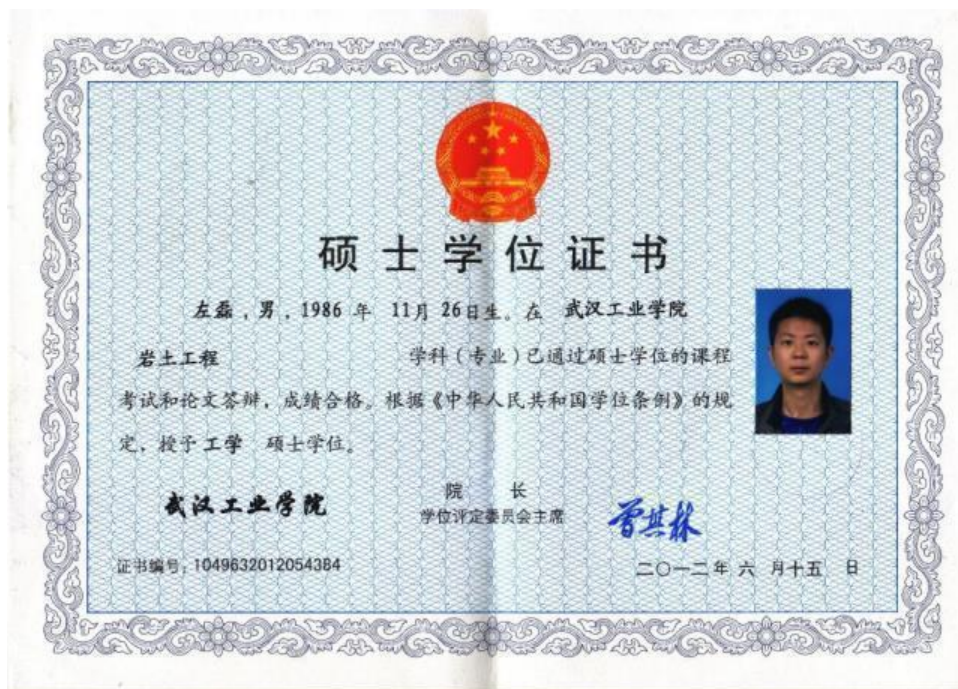 硕士学位证书
左磊，男，1986 年 11月 26日生。在 武汉工业学院
岩土工程 学科（专业）已通过硕士学位的课程
考试和论文答辩，成绩合格。根据《中华人民共和国学位条例》的规
定，授予 工学 硕士学位。
武汉工业学院
院 长
学位评定委员会主席
曾其林
证书编号：1049632012054384
二〇一二年 六 月十五 日